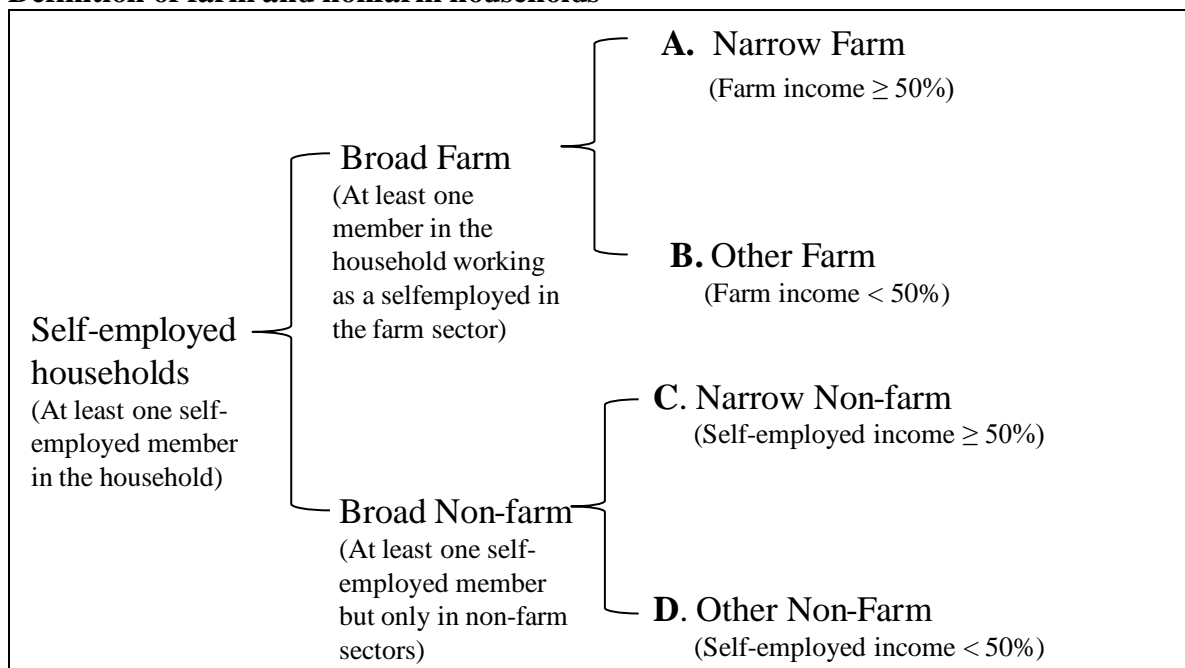 Definition of farm and nonfarm households
Self-employed
households
(At least one self-
employed member
in the household)
Broad Farm
(At least one
member in the
household working
as a selfemployed in
the farm sector)
A. Narrow Farm
(Farm income ≥ 50%)
B. Other Farm
(Farm income < 50%)
Broad Non-farm
(At least one self-
employed member
but only in non-farm
sectors)
C. Narrow Non-farm
(Self-employed income ≥ 50%)
D. Other Non-Farm
(Self-employed income < 50%)